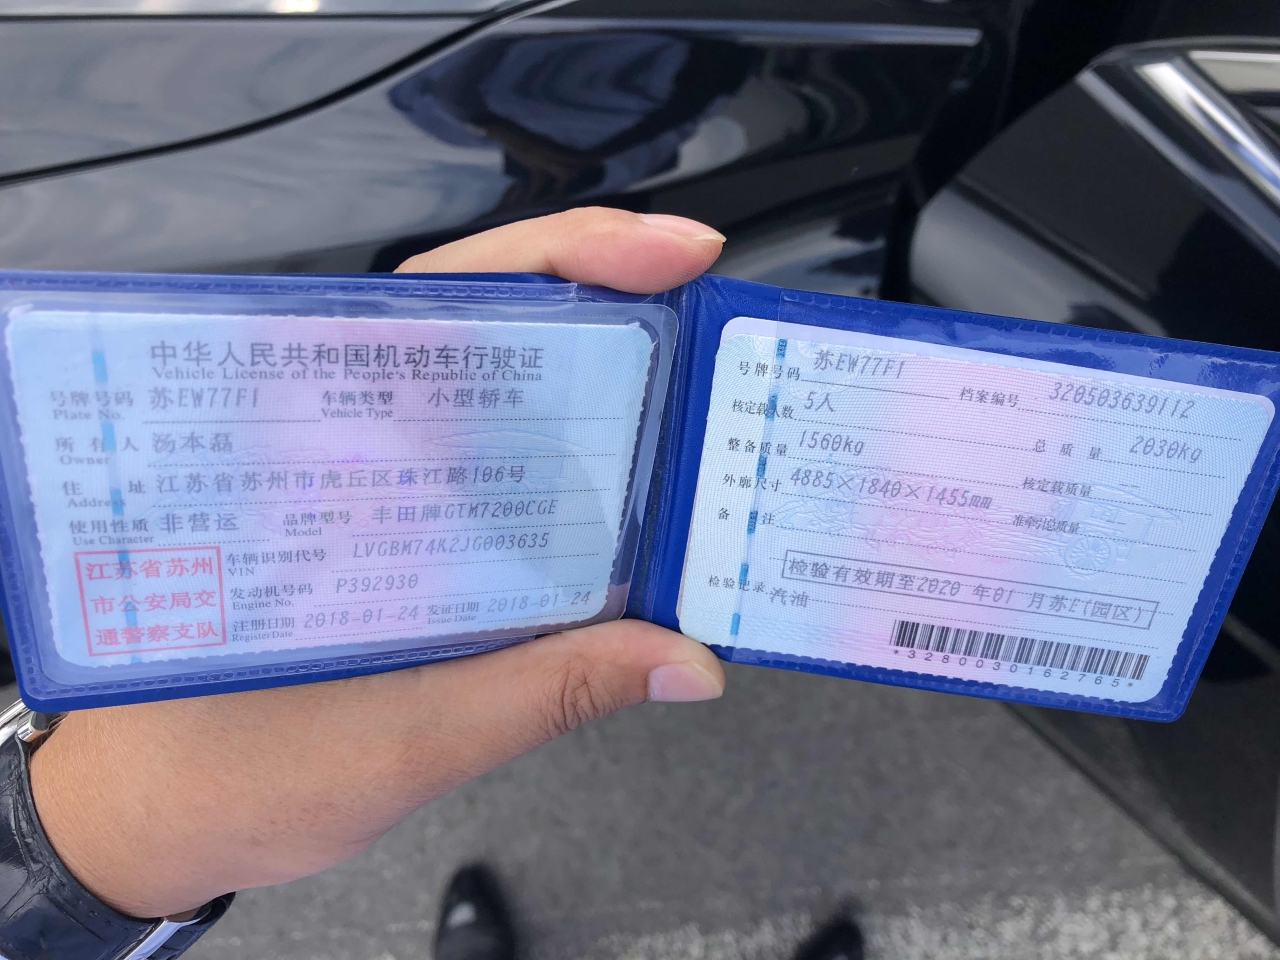 中华人民共和国机动车行驶证
Vehicle License of the People's Republic of China
号牌号码 苏EW77F1 车辆类型 小型轿车
Plate No. Vehicle Type
所有人 汤本磊
Owner
住址 江苏省苏州市虎丘区珠江路106号
Address
使用性质 非营运 品牌型号 丰田牌GTM7200CGE
Use Character Model
车辆识别代号 LVGBM74K2JG003635
VIN
发动机号码 P392930
Engine No.
注册日期 2018-01-24 发证日期 2018-01-24
Register Date Issue Date
江苏省苏州
市公安局交
通警察支队
号牌号码 苏EW77F1 档案编号 320503639112
核定载人数 5人
整备质量 1560kg 总质量 2030kg
外廓尺寸 4885×1840×1455mm 核定载质量 --
备注 准牵引总质量 --
检验有效期至2020 年01 月苏E(园区)
检验记录 汽油
*3280030162765*